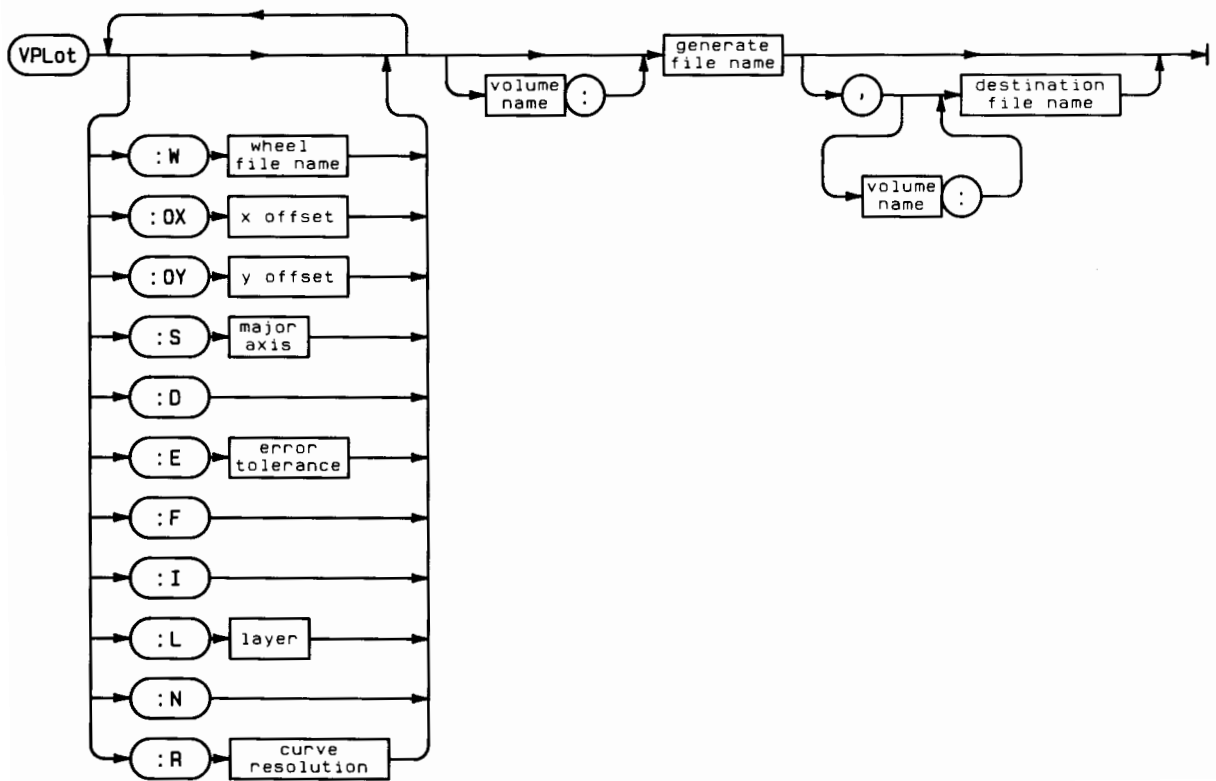 VPLot
volume
name
:
generate
file name
,
destination
file name
volume
name
:
:W
wheel
file name
:OX
x offset
:OY
y offset
:S
major
axis
:D
:E
error
tolerance
:F
:I
:L
layer
:N
:R
curve
resolution